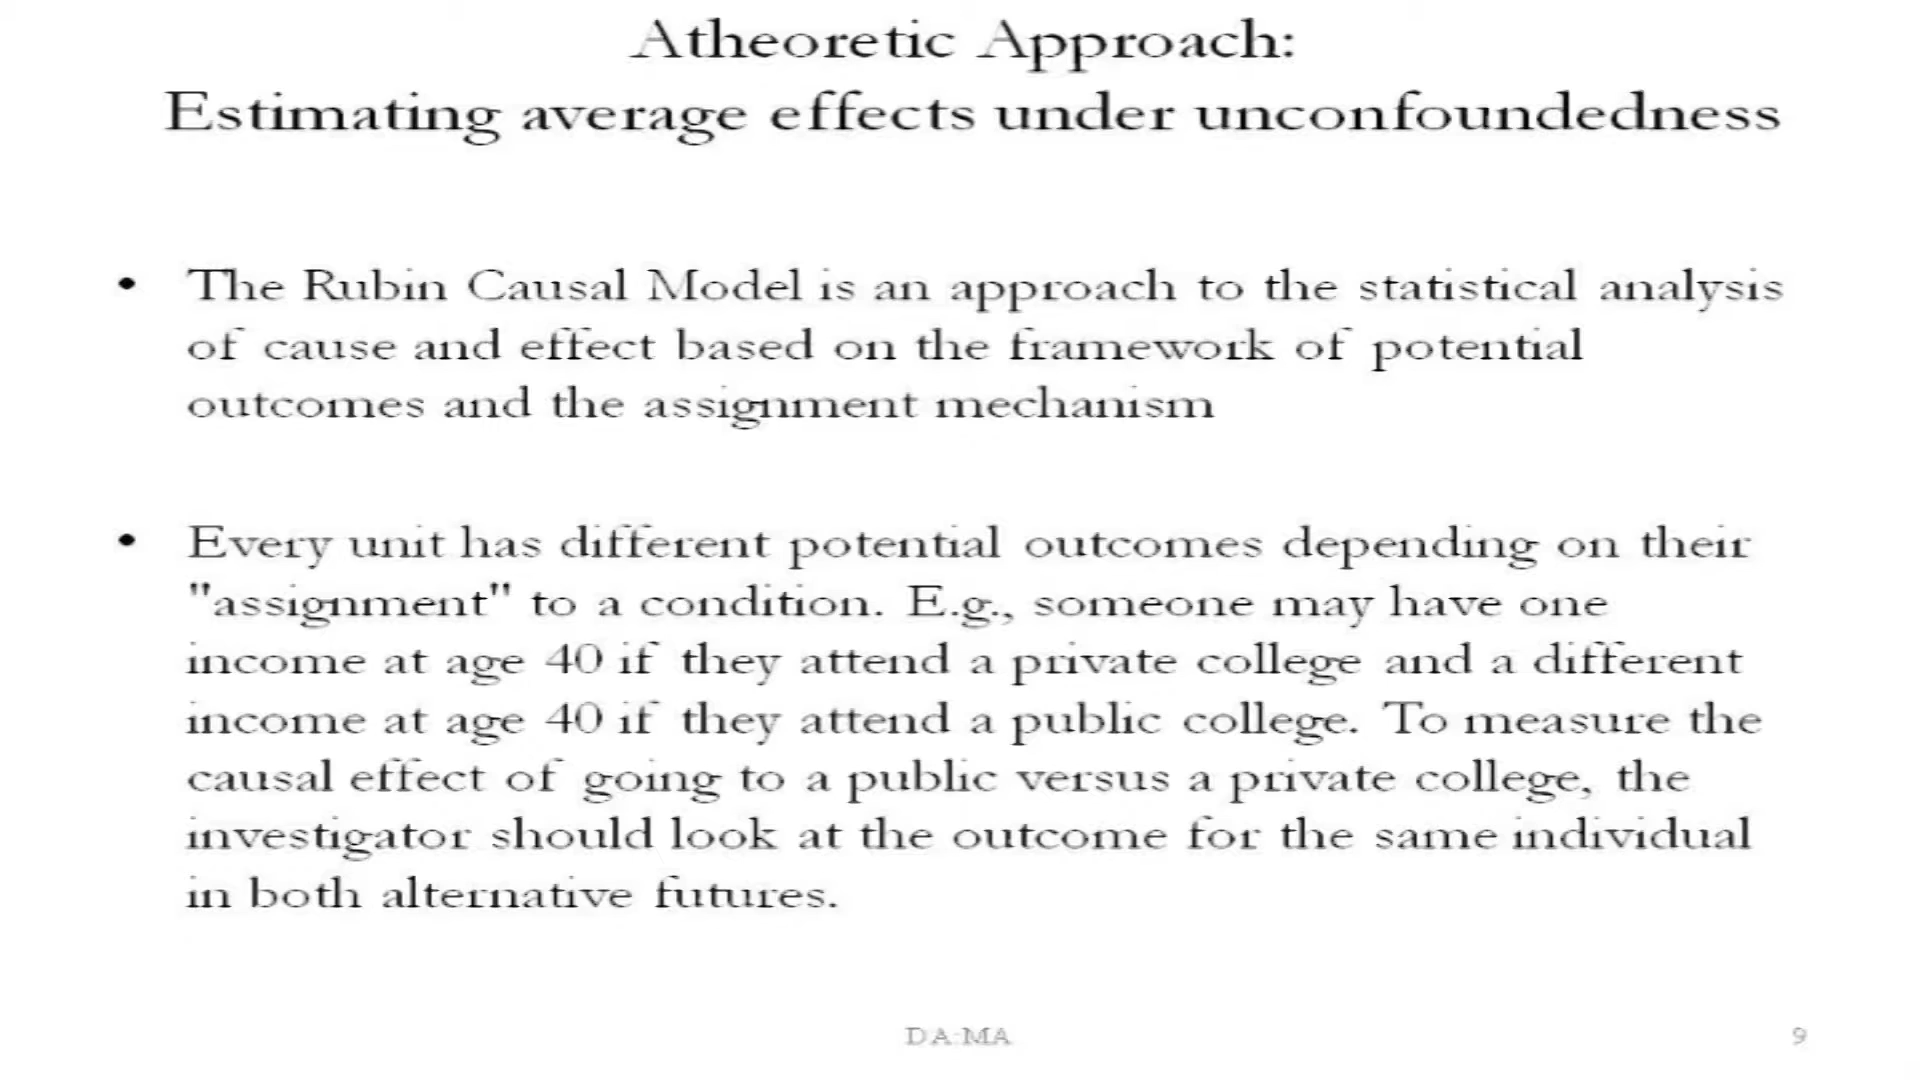 Atheoretic Approach:
Estimating average effects under unconfoundedness
• The Rubin Causal Model is an approach to the statistical analysis
of cause and effect based on the framework of potential
outcomes and the assignment mechanism
• Every unit has different potential outcomes depending on their
"assignment" to a condition. E.g., someone may have one
income at age 40 if they attend a private college and a different
income at age 40 if they attend a public college. To measure the
causal effect of going to a public versus a private college, the
investigator should look at the outcome for the same individual
in both alternative futures.
DA:MA
9